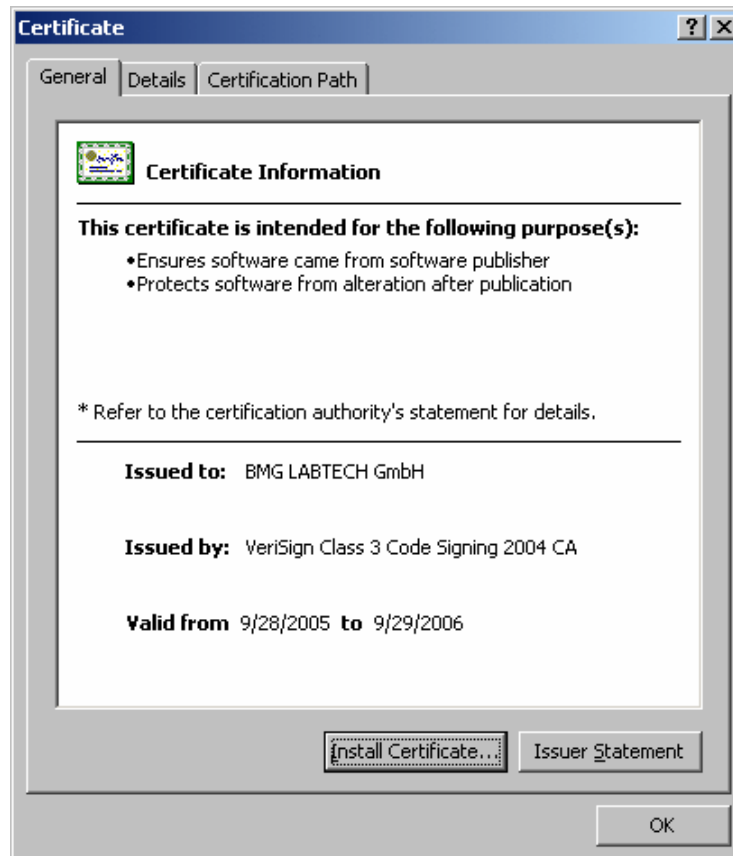 Certificate
General Details Certification Path
Certificate Information
This certificate is intended for the following purpose(s):
•Ensures software came from software publisher
•Protects software from alteration after publication
* Refer to the certification authority's statement for details.
Issued to: BMG LABTECH GmbH
Issued by: VeriSign Class 3 Code Signing 2004 CA
Valid from 9/28/2005 to 9/29/2006
Install Certificate... Issuer Statement
OK